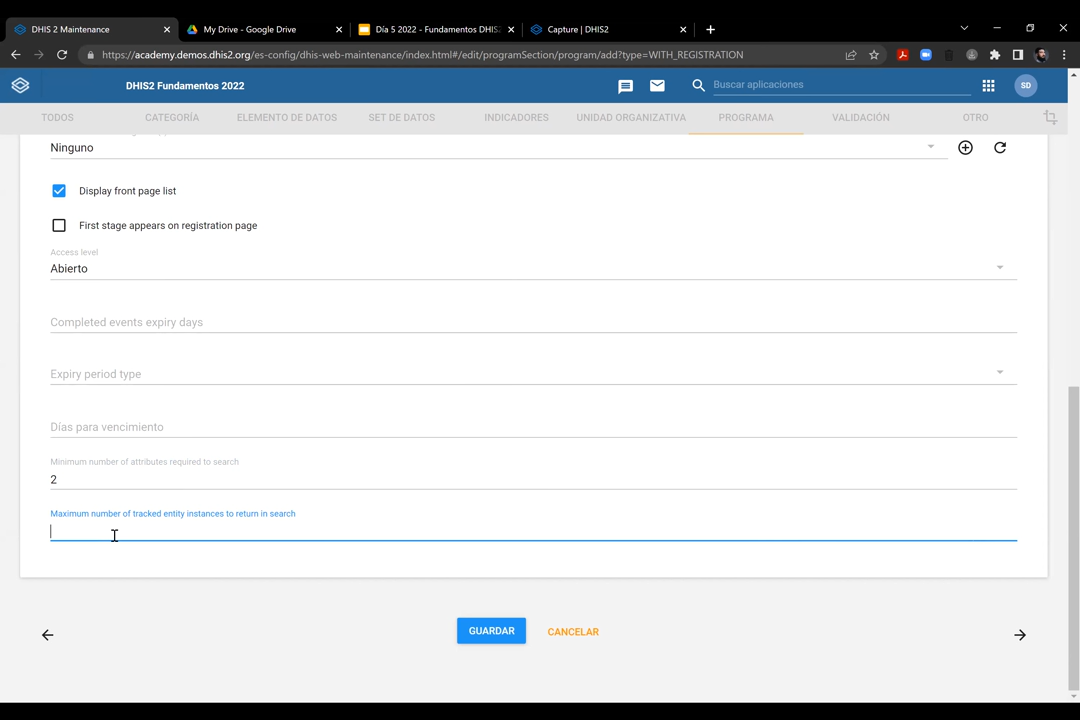 DHIS 2 Maintenance
My Drive - Google Drive
Día 5 2022 - Fundamentos DHIS2
Capture | DHIS2
https://academy.demos.dhis2.org/es-config/dhis-web-maintenance/index.html#/edit/programSection/program/add?type=WITH_REGISTRATION
DHIS2 Fundamentos 2022
Buscar aplicaciones
SD
TODOS
CATEGORÍA
ELEMENTO DE DATOS
SET DE DATOS
INDICADORES
UNIDAD ORGANIZATIVA
PROGRAMA
VALIDACIÓN
OTRO
Ninguno
Display front page list
First stage appears on registration page
Access level
Abierto
Completed events expiry days
Expiry period type
Días para vencimiento
Minimum number of attributes required to search
2
Maximum number of tracked entity instances to return in search
GUARDAR
CANCELAR